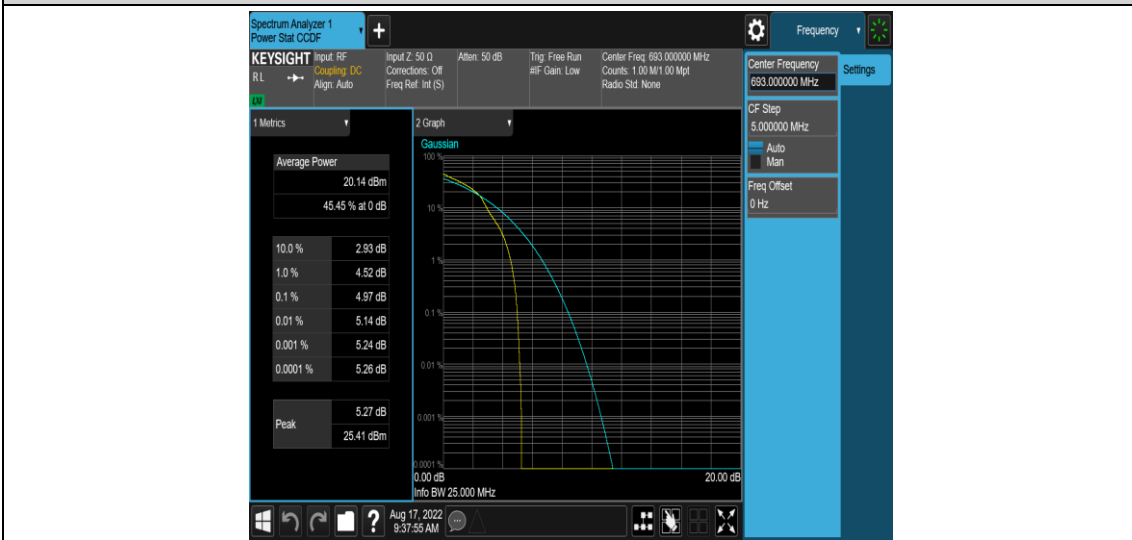 Spectrum Analyzer 1
Power Stat CCDF
+
Frequency
KEYSIGHT
RL
LXI
Input: RF
Coupling: DC
Align: Auto
Input Z: 50 Ω
Corrections: Off
Freq Ref: Int (S)
Atten: 50 dB
Trig: Free Run
#IF Gain: Low
Center Freq: 693.000000 MHz
Counts: 1.00 M/1.00 Mpt
Radio Std: None
Center Frequency
693.000000 MHz
Settings
CF Step
5.000000 MHz
Auto
Man
Freq Offset
0 Hz
1 Metrics
Average Power
20.14 dBm
45.45 % at 0 dB
10.0 % 2.93 dB
1.0 % 4.52 dB
0.1 % 4.97 dB
0.01 % 5.14 dB
0.001 % 5.24 dB
0.0001 % 5.26 dB
Peak
5.27 dB
25.41 dBm
2 Graph
Gaussian
100 %
10 %
1 %
0.1 %
0.01 %
0.001 %
0.0001 %
0.00 dB 20.00 dB
Info BW 25.000 MHz
?
Aug 17, 2022
9:37:55 AM